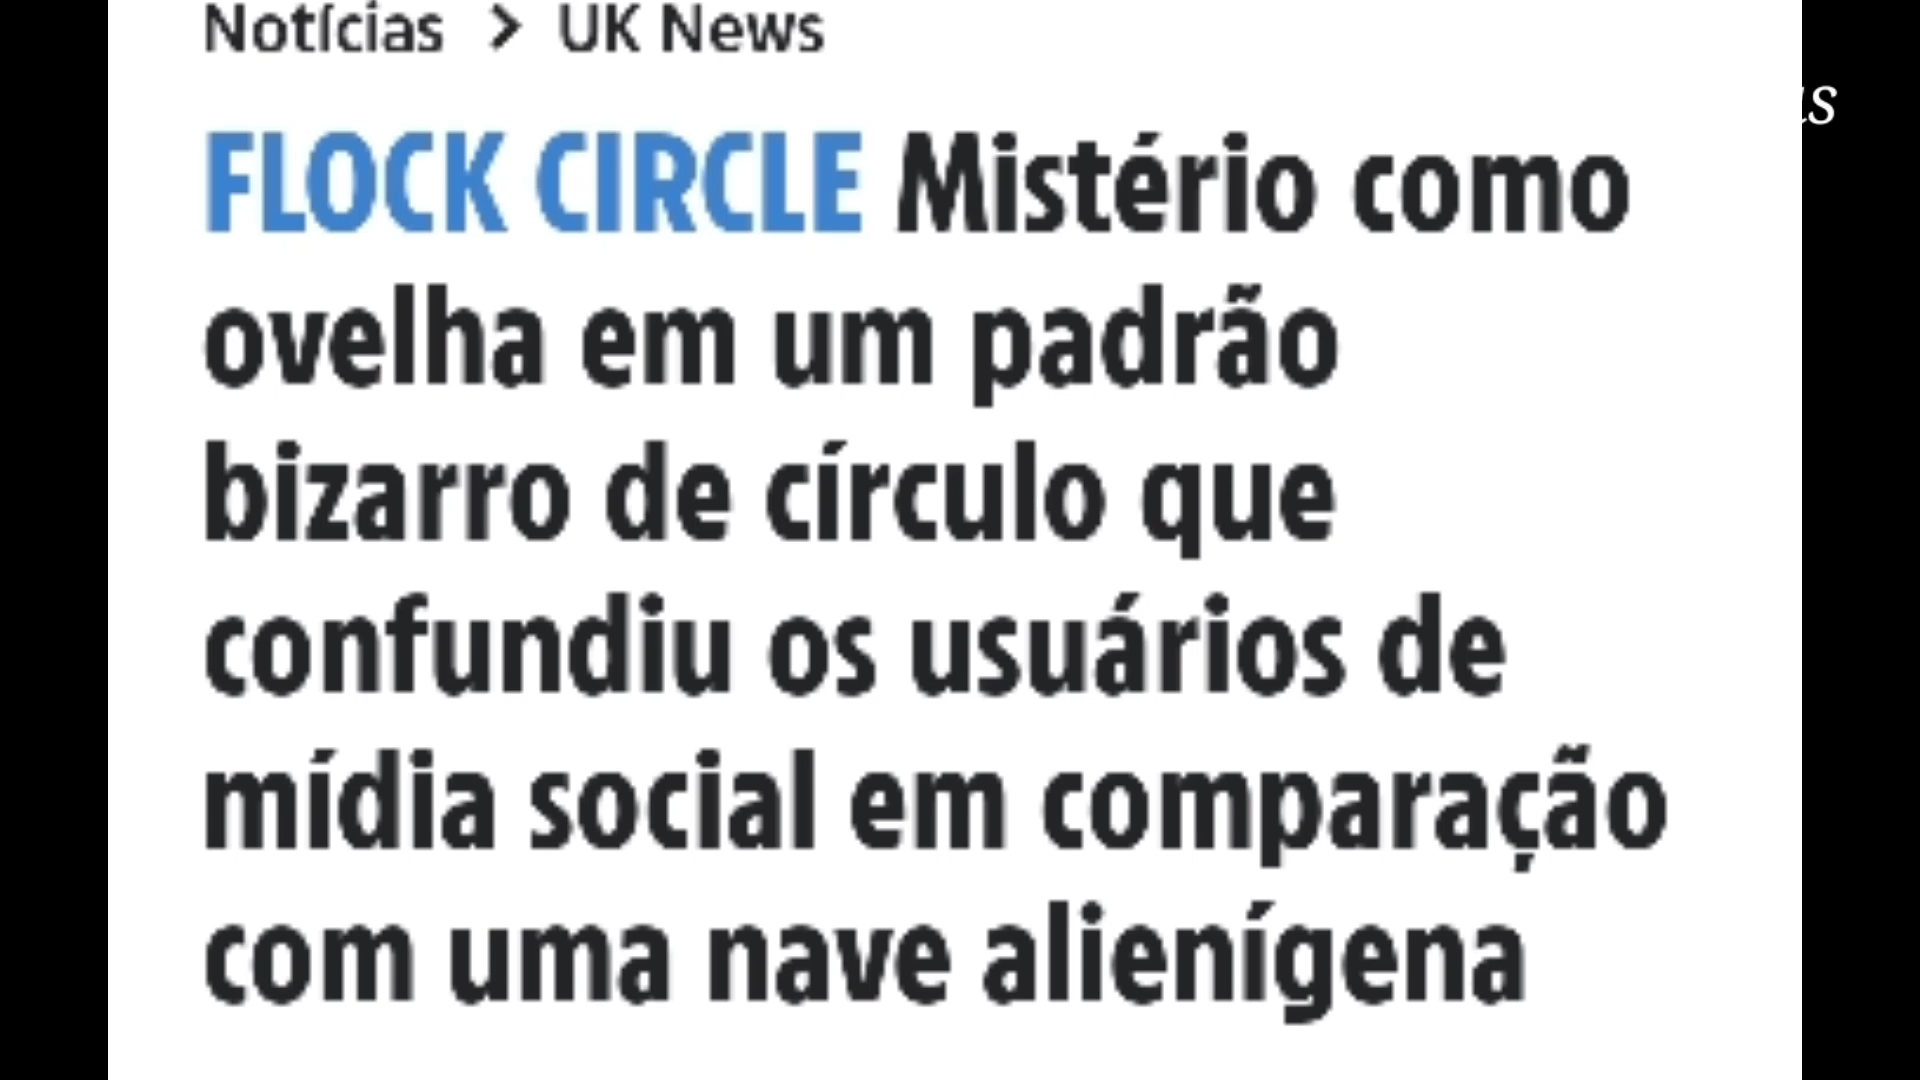 Notícias > UK News
FLOCK CIRCLE Mistério como
ovelha em um padrão
bizarro de círculo que
confundiu os usuários de
mídia social em comparação
com uma nave alienígena